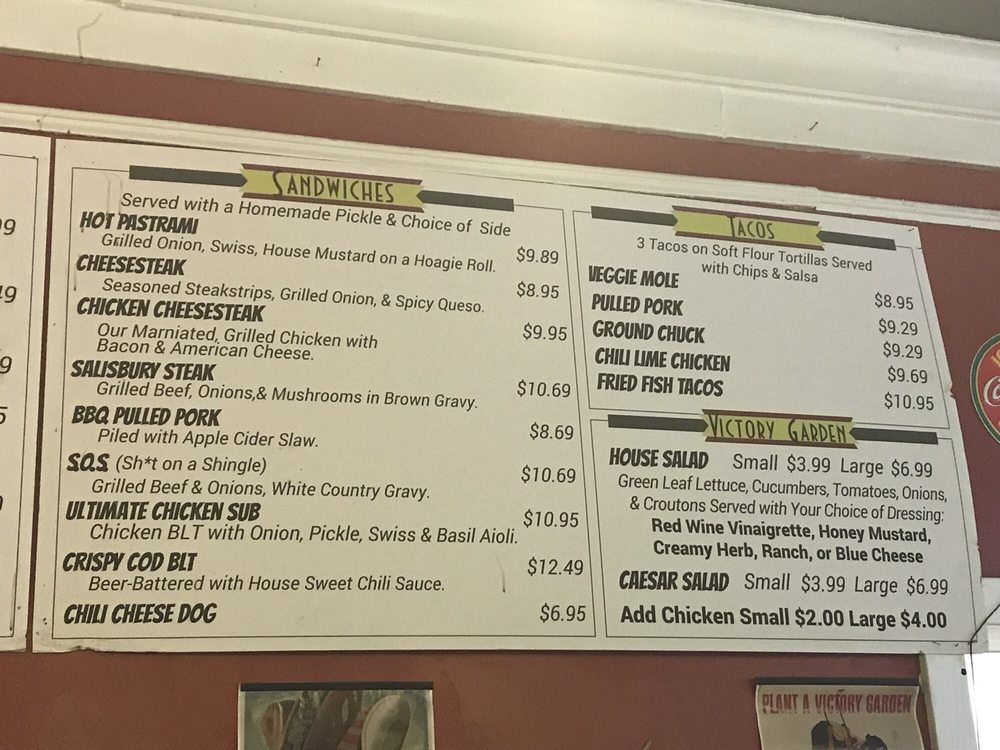 SANDWICHES
Served with a Homemade Pickle & Choice of Side
HOT PASTRAMI
Grilled Onion, Swiss, House Mustard on a Hoagie Roll. $9.89
CHEESESTEAK
Seasoned Steakstrips, Grilled Onion, & Spicy Queso. $8.95
CHICKEN CHEESESTEAK
Our Marniated, Grilled Chicken with $9.95
Bacon & American Cheese.
SALISBURY STEAK
Grilled Beef, Onions,& Mushrooms in Brown Gravy. $10.69
BBQ PULLED PORK
Piled with Apple Cider Slaw. $8.69
S.O.S (Sh*t on a Shingle)
Grilled Beef & Onions, White Country Gravy. $10.69
ULTIMATE CHICKEN SUB
Chicken BLT with Onion, Pickle, Swiss & Basil Aioli. $10.95
CRISPY COD BLT
Beer-Battered with House Sweet Chili Sauce. $12.49
CHILI CHEESE DOG $6.95
TACOS
3 Tacos on Soft Flour Tortillas Served
with Chips & Salsa
VEGGIE MOLE $8.95
PULLED PORK $9.29
GROUND CHUCK $9.29
CHILI LIME CHICKEN $9.69
FRIED FISH TACOS $10.95
VICTORY GARDEN
HOUSE SALAD Small $3.99 Large $6.99
Green Leaf Lettuce, Cucumbers, Tomatoes, Onions,
& Croutons Served with Your Choice of Dressing:
Red Wine Vinaigrette, Honey Mustard,
Creamy Herb, Ranch, or Blue Cheese
CAESAR SALAD Small $3.99 Large $6.99
Add Chicken Small $2.00 Large $4.00
PLANT A VICTORY GARDEN